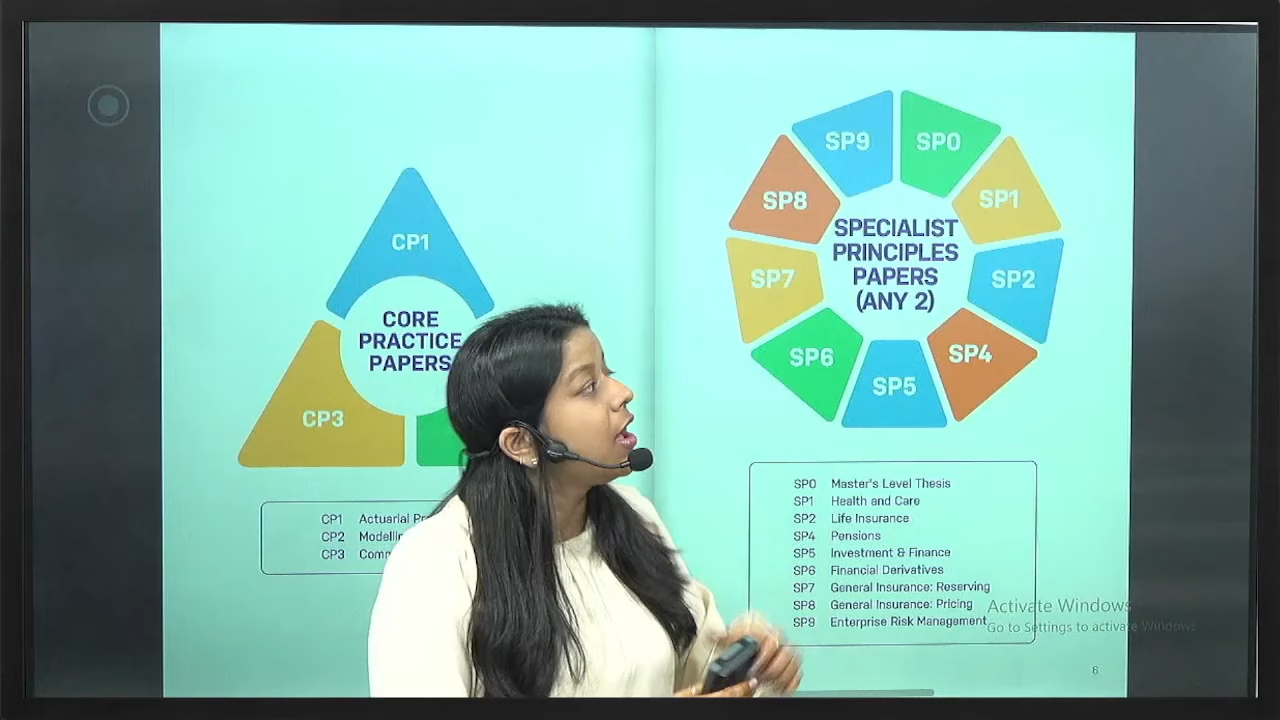 CP1
CORE
PRACTICE
PAPERS
CP3
CP1 Actuarial
CP2
CP3
SP9
SP0
SP8
SP1
SP7
SP2
SP6
SP4
SP5
SPECIALIST
PRINCIPLES
PAPERS
(ANY 2)
SP0 Master's Level Thesis
SP1 Health and Care
SP2 Life Insurance
SP4 Pensions
SP5 Investment & Finance
SP6 Financial Derivatives
SP7 General Insurance: Reserving
SP8 General Insurance: Pricing
SP9 Enterprise Risk Management
Activate Windows
Go to Settings to activate Windows
6